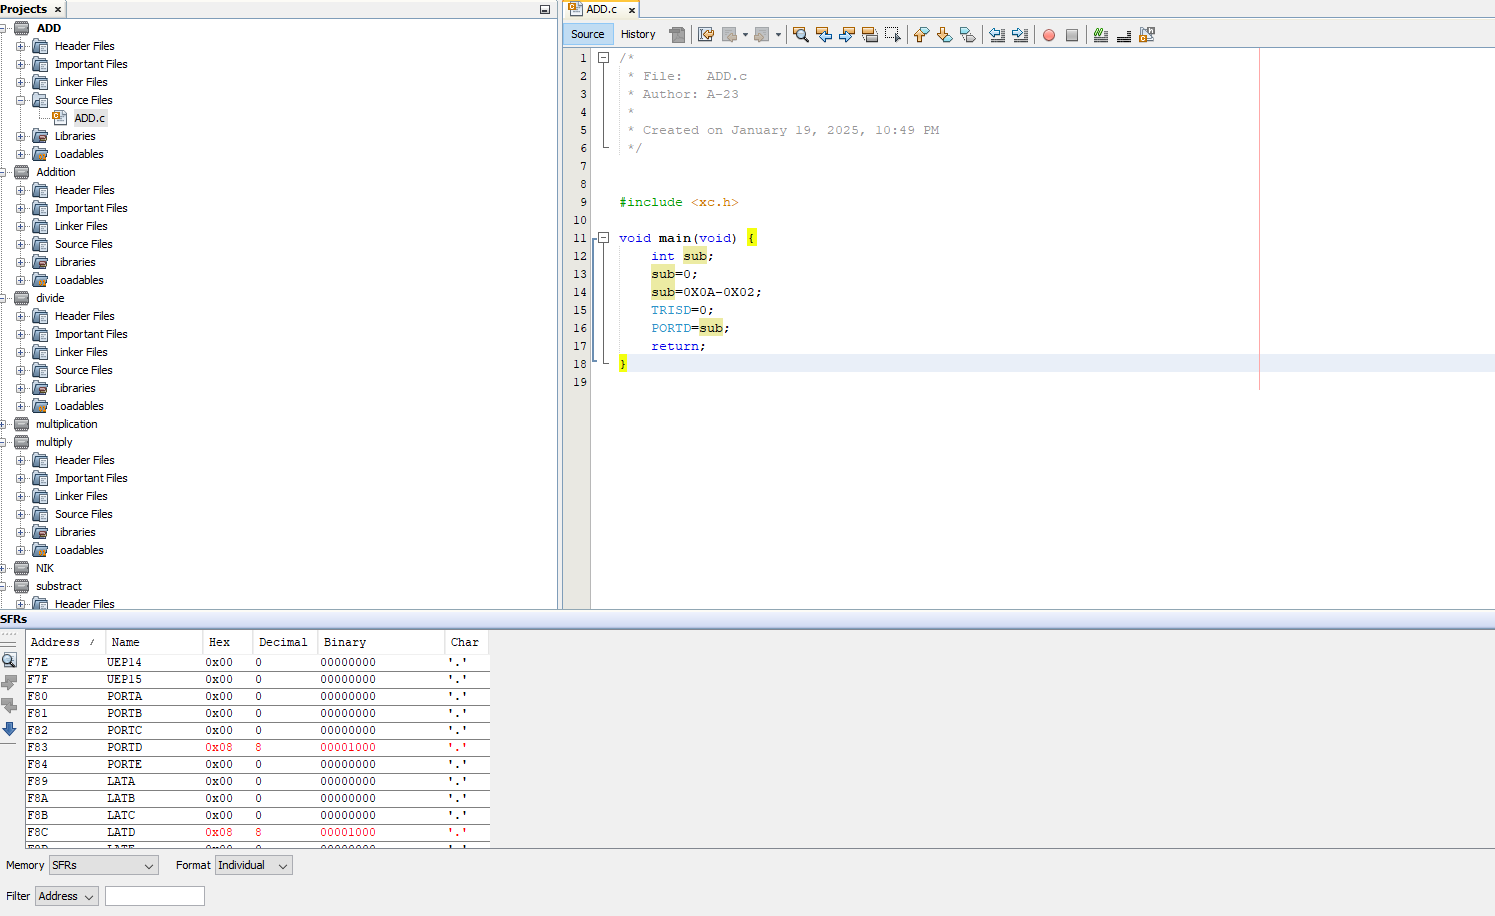 Projects ×
ADD
Header Files
Important Files
Linker Files
Source Files
ADD.c
Libraries
Loadables
Addition
Header Files
Important Files
Linker Files
Source Files
Libraries
Loadables
divide
Header Files
Important Files
Linker Files
Source Files
Libraries
Loadables
multiplication
multiply
Header Files
Important Files
Linker Files
Source Files
Libraries
Loadables
NIK
substract
Header Files
ADD.c ×
Source History
1 /*
2 * File:   ADD.c
3 * Author: A-23
4 *
5 * Created on January 19, 2025, 10:49 PM
6 */
7
8
9 #include <xc.h>
10
11 void main(void) {
12 int sub;
13 sub=0;
14 sub=0X0A-0X02;
15 TRISD=0;
16 PORTD=sub;
17 return;
18 }
19
SFRs
Address / Name Hex Decimal Binary Char
F7E UEP14 0x00 0 00000000 '.'
F7F UEP15 0x00 0 00000000 '.'
F80 PORTA 0x00 0 00000000 '.'
F81 PORTB 0x00 0 00000000 '.'
F82 PORTC 0x00 0 00000000 '.'
F83 PORTD 0x08 8 00001000 '.'
F84 PORTE 0x00 0 00000000 '.'
F89 LATA 0x00 0 00000000 '.'
F8A LATB 0x00 0 00000000 '.'
F8B LATC 0x00 0 00000000 '.'
F8C LATD 0x08 8 00001000 '.'
Memory SFRs Format Individual
Filter Address